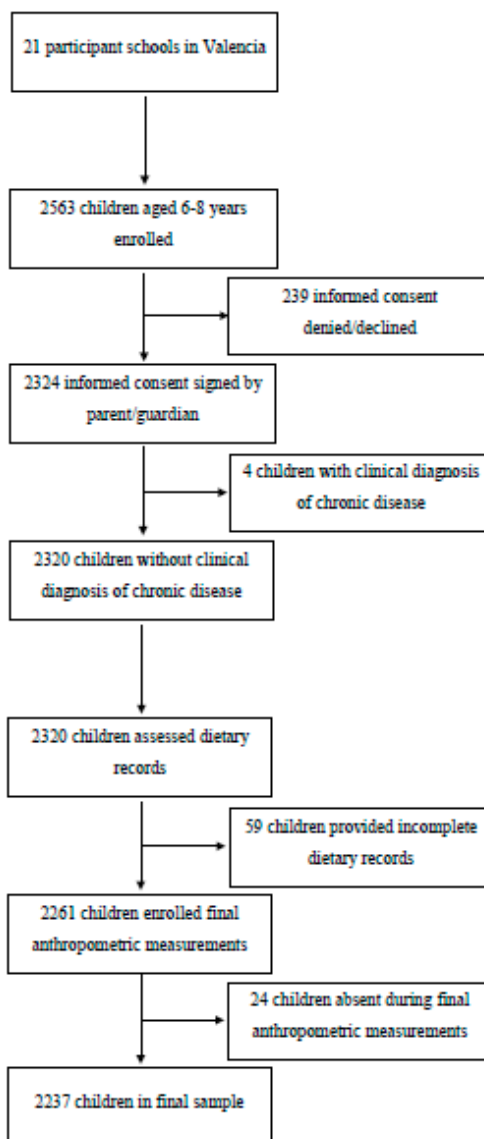 21 participant schools in Valencia
2563 children aged 6-8 years
enrolled
239 informed consent
denied/declined
2324 informed consent signed by
parent/guardian
4 children with clinical diagnosis
of chronic disease
2320 children without clinical
diagnosis of chronic disease
2320 children assessed dietary
records
59 children provided incomplete
dietary records
2261 children enrolled final
anthropometric measurements
24 children absent during final
anthropometric measurements
2237 children in final sample